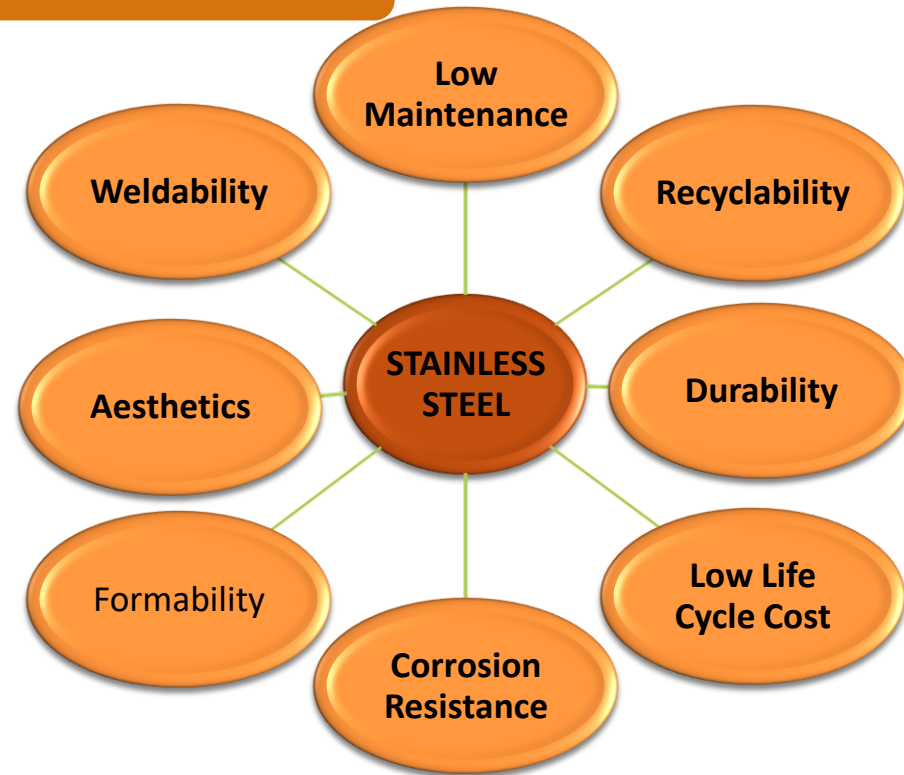 Low
Maintenance
Weldability
Recyclability
STAINLESS
STEEL
Aesthetics
Durability
Formability
Low Life
Cycle Cost
Corrosion
Resistance